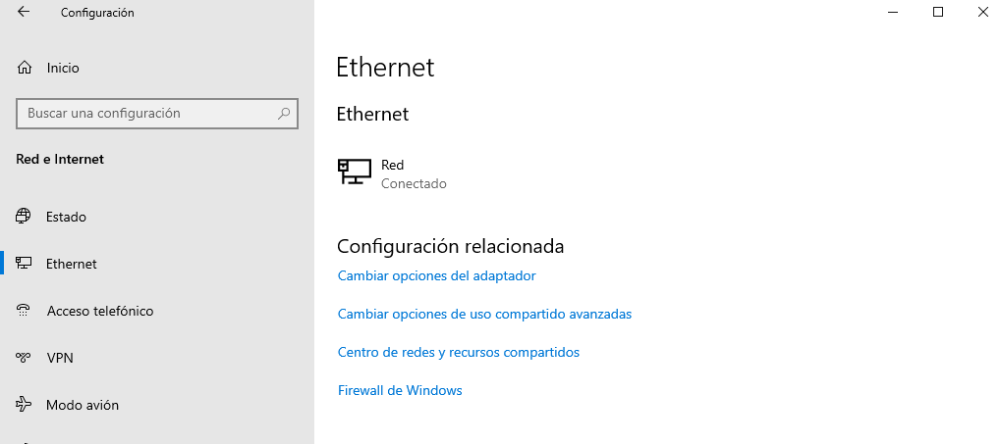 Configuración
Inicio
Buscar una configuración
Red e Internet
Estado
Ethernet
Acceso telefónico
VPN
Modo avión
Ethernet
Ethernet
Red
Conectado
Configuración relacionada
Cambiar opciones del adaptador
Cambiar opciones de uso compartido avanzadas
Centro de redes y recursos compartidos
Firewall de Windows